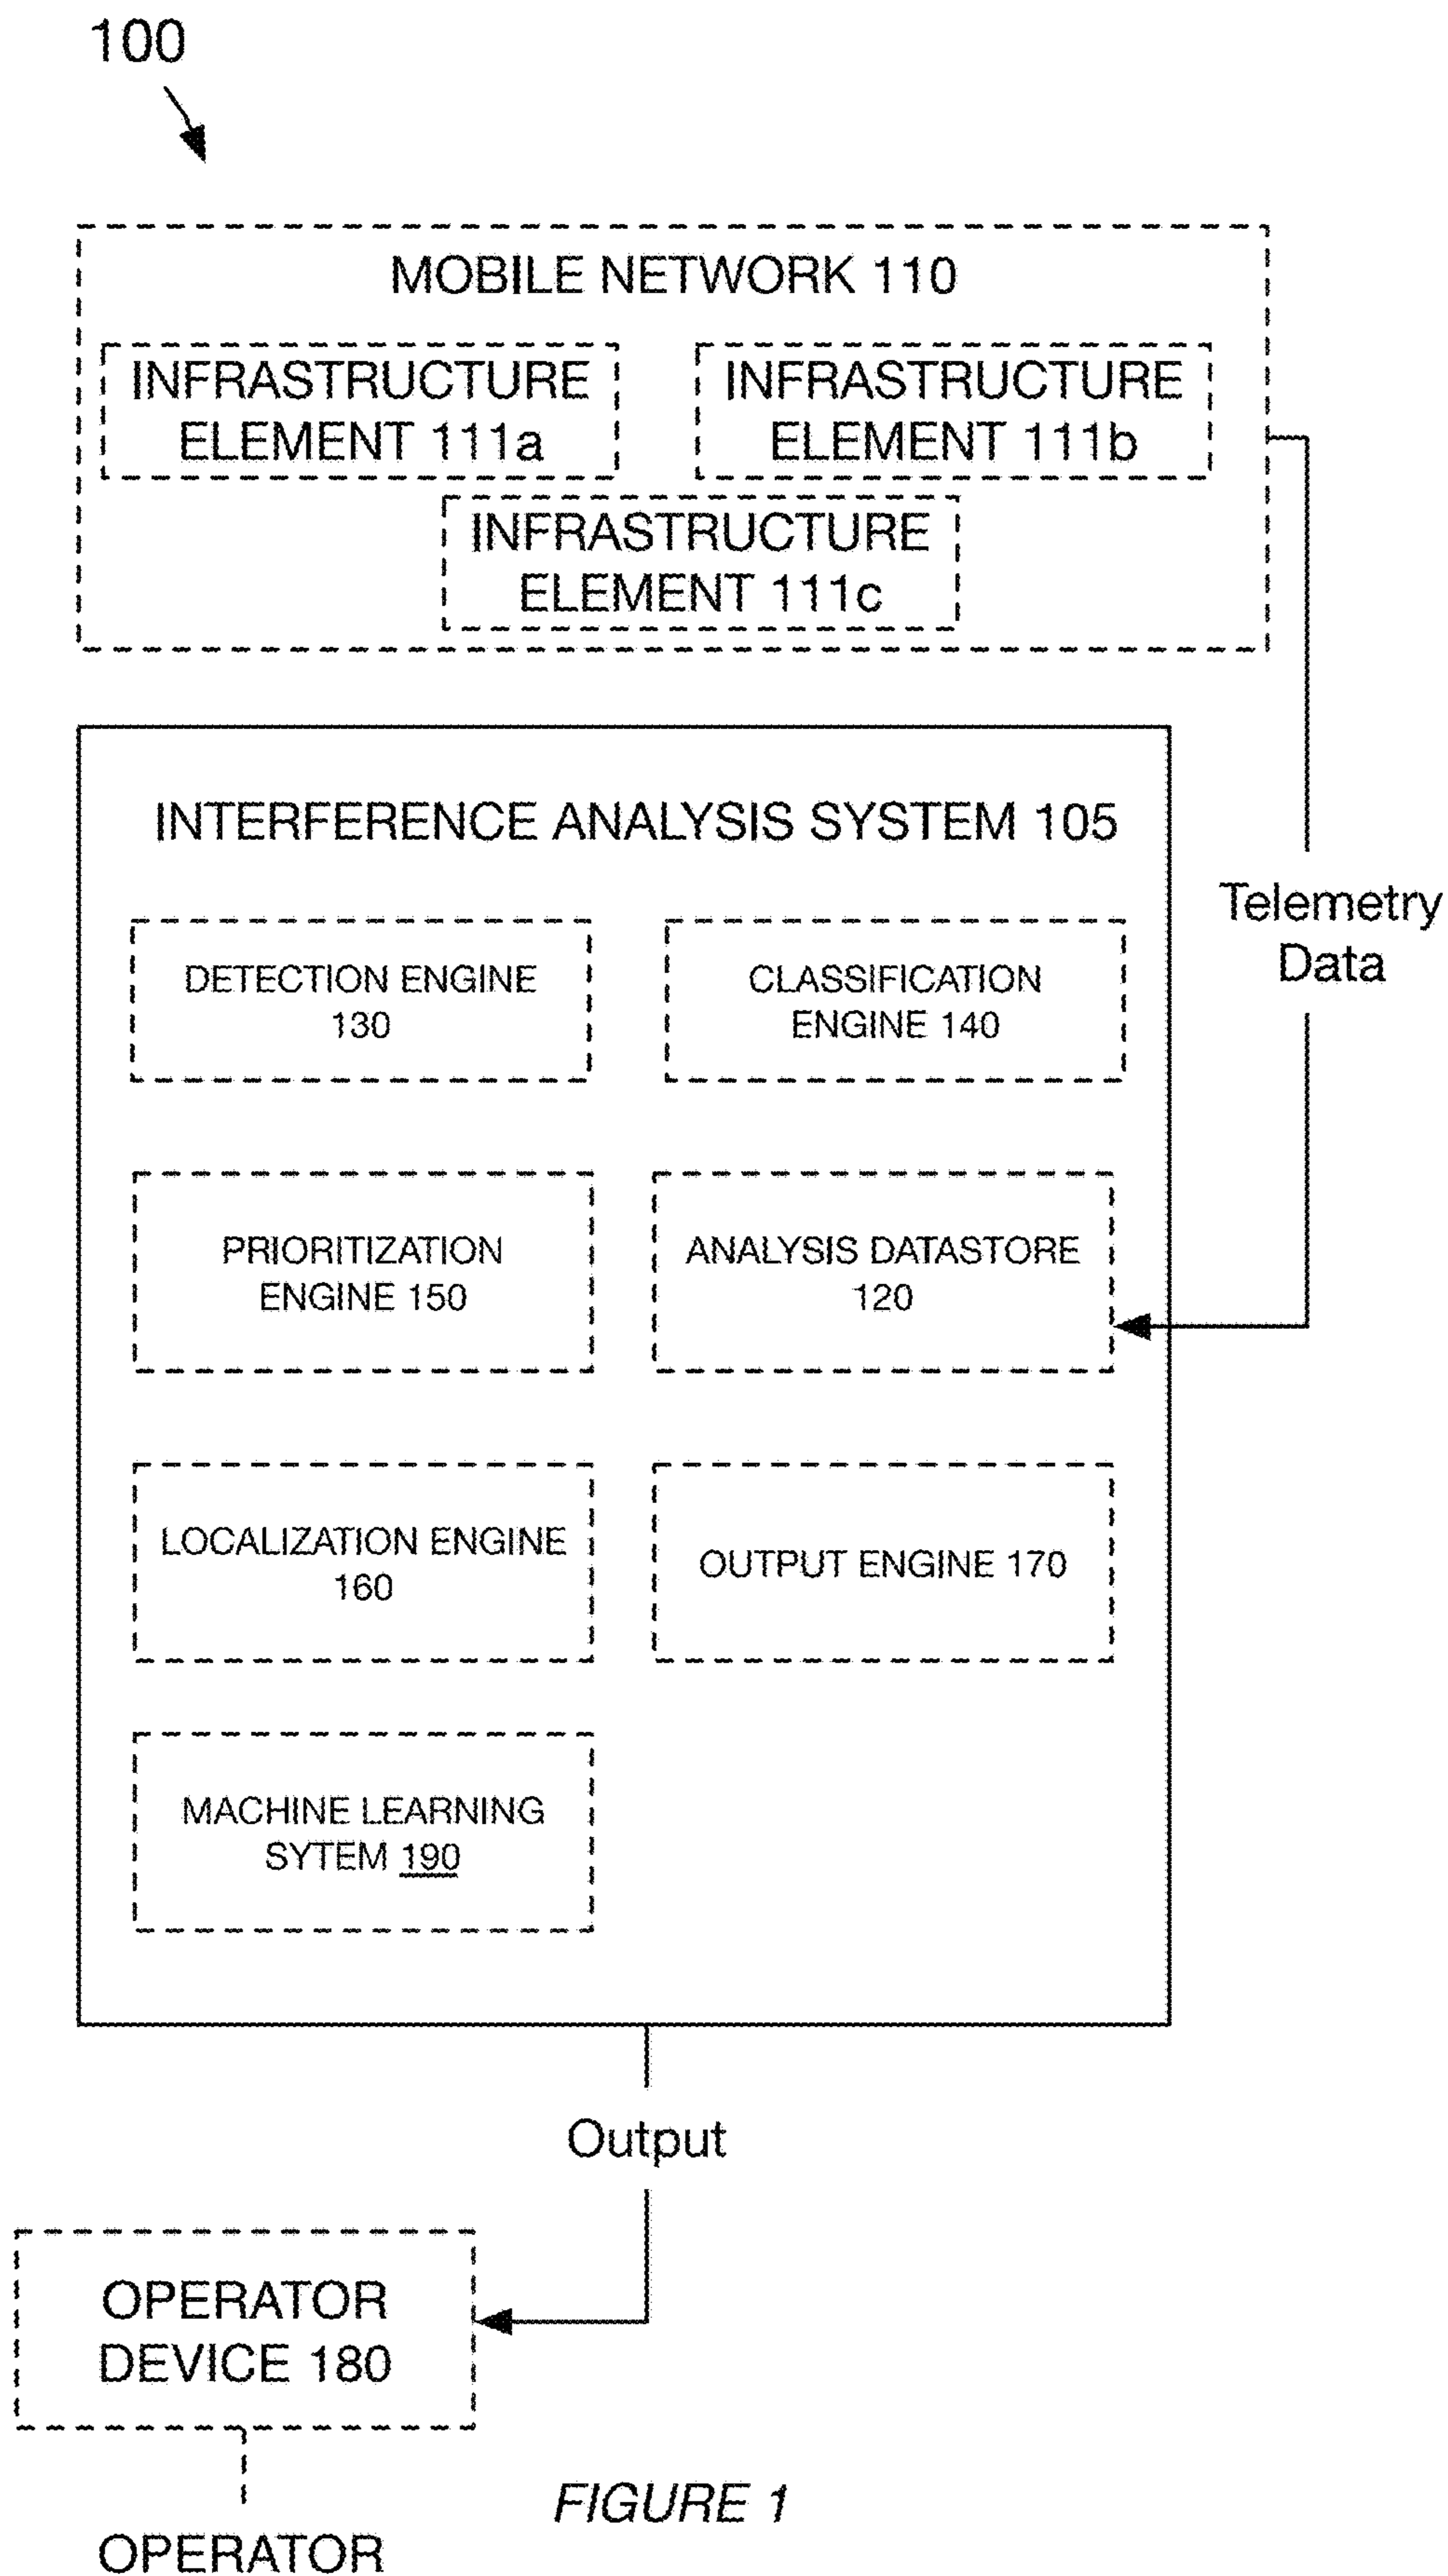 100
MOBILE NETWORK 110
INFRASTRUCTURE
ELEMENT 111a
INFRASTRUCTURE
ELEMENT 111b
INFRASTRUCTURE
ELEMENT 111c
INTERFERENCE ANALYSIS SYSTEM 105
Telemetry
Data
DETECTION ENGINE
130
CLASSIFICATION
ENGINE 140
PRIORITIZATION
ENGINE 150
ANALYSIS DATASTORE
120
LOCALIZATION ENGINE
160
OUTPUT ENGINE 170
MACHINE LEARNING
SYTEM 190
Output
OPERATOR
DEVICE 180
OPERATOR
FIGURE 1